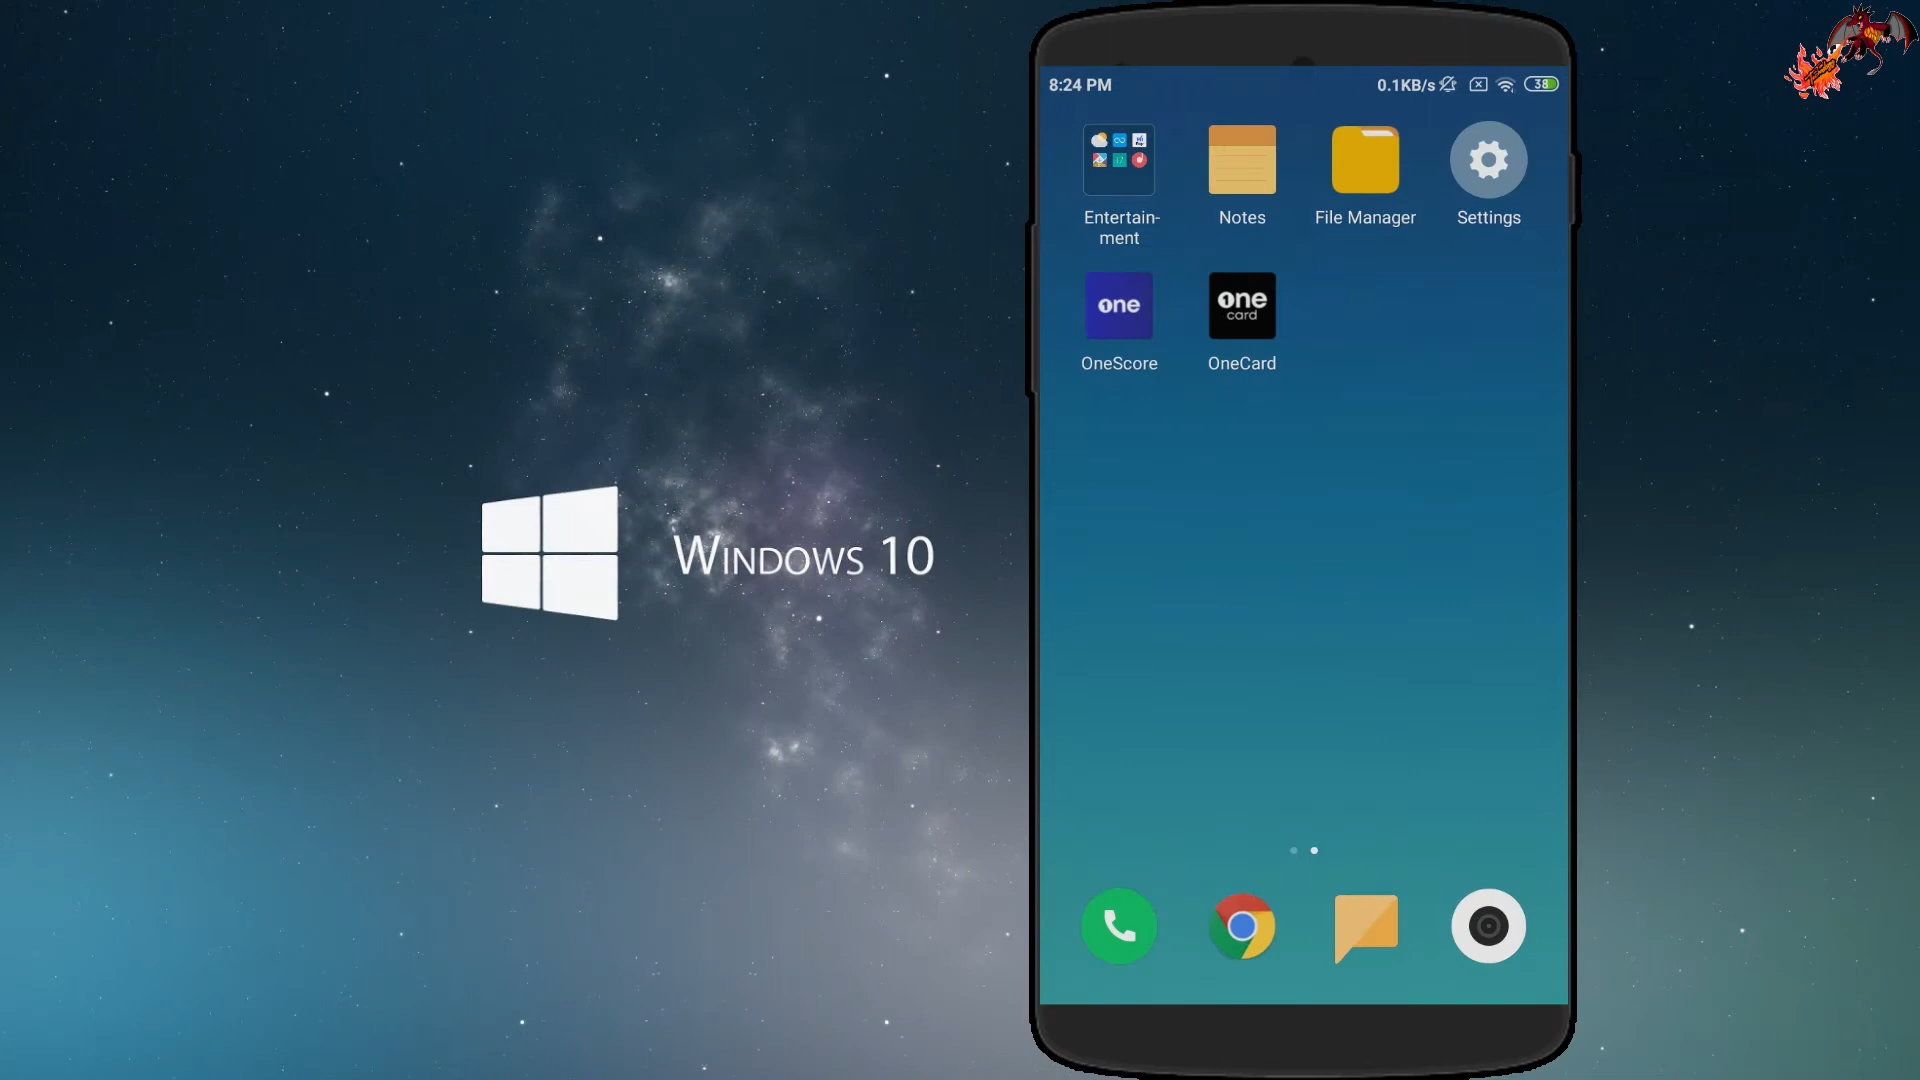 8:24 PM
0.1KB/s
38
Entertain-
ment
Notes
File Manager
Settings
one
one
card
OneScore
OneCard
WINDOWS 10